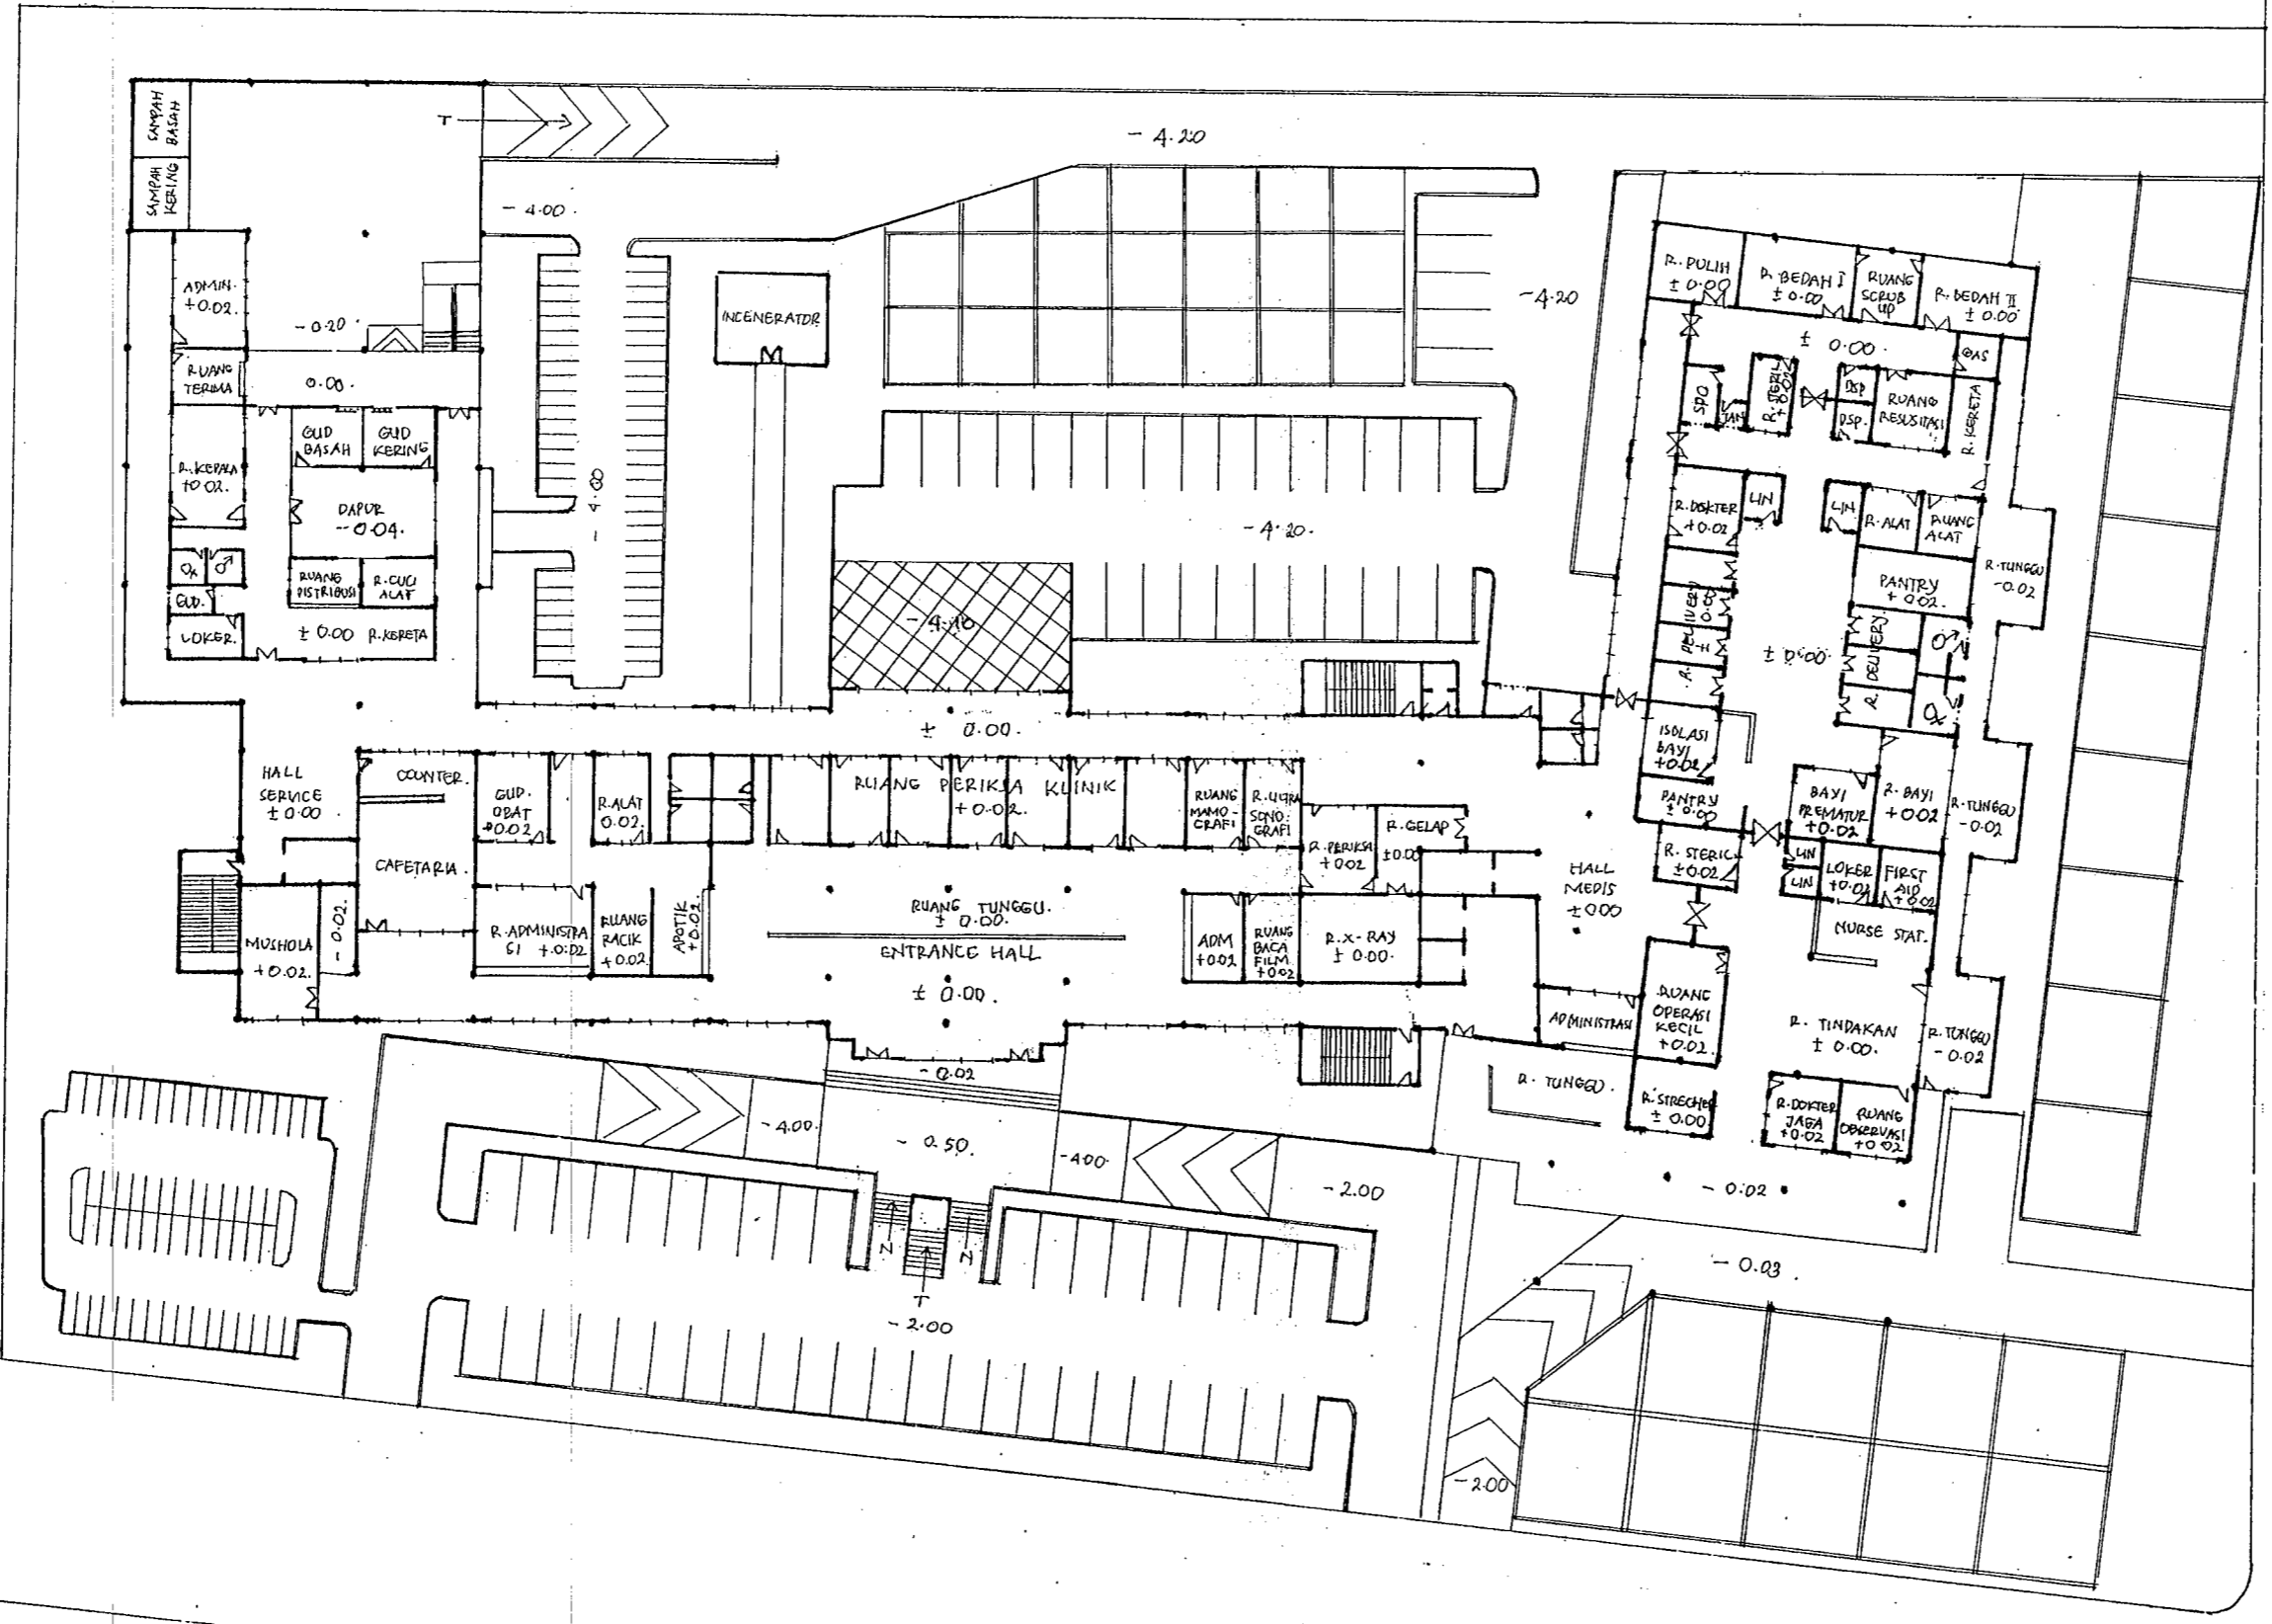 SAMPAH
BASAH
SAMPAH
KERING
T
- 4.20
- 4.00.
ADMIN.
+0.02.
- 0.20
RUANG
TERIMA
0.00.
R. KEPALA
+0.02.
GUD
BASAH
GUD
KERING
DAPUR
- 0.04.
RUANG
DISTRIBUSI
R. CUCI
ALAT
GUD.
LOKER.
± 0.00 R. KERETA
- 4.00
INCENERATOR
- 4.20
- 4.20.
R. PULIH
± 0.00
R. BEDAH I
± 0.00
RUANG
SCRUB
UP
R. BEDAH II
± 0.00
± 0.00.
GAS
SPO
R. STERIL
+0.02
DSP
DSP.
RUANG
RESUSITASI
R. KERETA
R. DOKTER
+0.02
LIN
LIN
R. ALAT
RUANG
ALAT
PANTRY
+ 0.02.
R. TUNGGU
-0.02
R. DELIVERY
± 0.00
± 0.00.
R. DELIVERY
ISOLASI
BAYI
+0.02
PANTRY
± 0.00
BAYI
PREMATUR
+0.02
R. BAYI
+0.02
R. TUNGGU
-0.02
R. STERIL
±0.02
LIN
LIN
LOKER
+0.02
FIRST
AID
±0.02
NURSE STAT.
HALL
MEDIS
±0.00
RUANG
OPERASI
KECIL
+0.02
ADMINISTRASI
R. TINDAKAN
± 0.00.
R. TUNGGU
- 0.02
R. TUNGGU.
R. STRECHER
± 0.00
R. DOKTER
JAGA
+0.02
RUANG
OBSERVASI
+0.02
- 0.02
- 0.03.
± 0.00.
HALL
SERVICE
± 0.00
COUNTER.
CAFETARIA.
GUD.
OBAT
+0.02
R. ALAT
0.02.
RUANG PERIKSA KLINIK
+0.02.
RUANG
MAMO-
GRAFI
R. ULTRA
SONO-
GRAFI
R. PERIKSA
+0.02
R. GELAP
±0.00
MUSHOLA
+0.02.
- 0.02.
R. ADMINISTRA
SI +0.02
RUANG
RACIK
+0.02
APOTIK
+0.02
RUANG TUNGGU.
± 0.00.
ENTRANCE HALL
± 0.00.
ADM
+0.02
RUANG
BACA
FILM
+0.02
R. X-RAY
± 0.00.
- 0.02
- 4.00.
- 0.50.
- 4.00
- 2.00
T
- 2.00
- 2.00